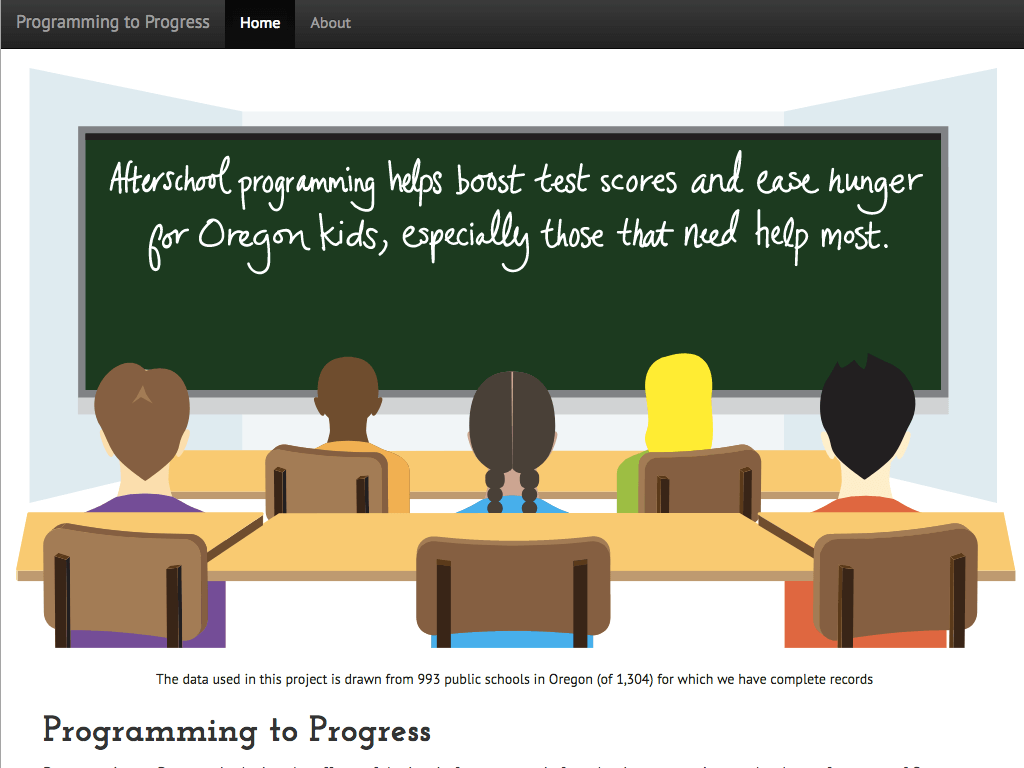 Programming to Progress Home About
Afterschool programming helps boost test scores and ease hunger
for Oregon kids, especially those that need help most.
The data used in this project is drawn from 993 public schools in Oregon (of 1,304) for which we have complete records
Programming to Progress